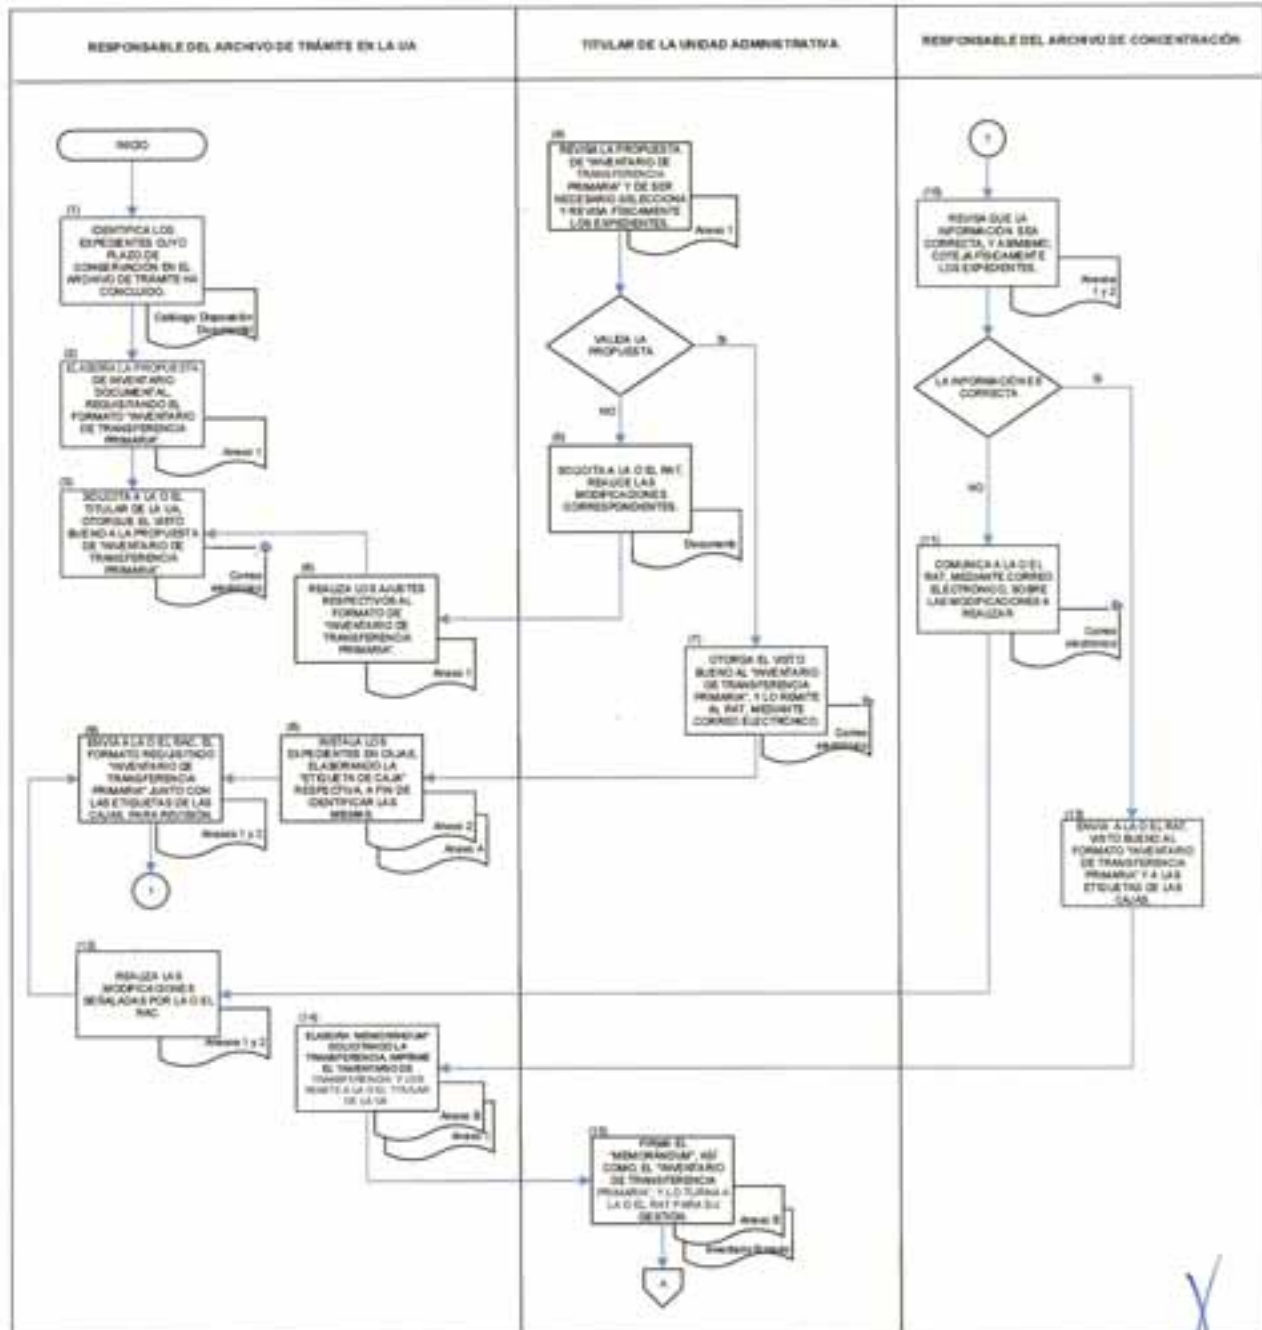 RESPONSABLE DEL ARCHIVO DE TRÁMITE EN LA UA
TITULAR DE LA UNIDAD ADMINISTRATIVA
RESPONSABLE DEL ARCHIVO DE CONCENTRACIÓN
INICIO
(1)
IDENTIFICA LOS
EXPEDIENTES CUYO
PLAZO DE
CONSERVACIÓN EN EL
ARCHIVO DE TRÁMITE HA
CONCLUIDO.
Catálogo Disposición
Documental
(2)
ELABORA LA PROPUESTA
DE INVENTARIO
DOCUMENTAL,
REQUISITANDO EL
FORMATO "INVENTARIO
DE TRANSFERENCIA
PRIMARIA".
Anexo 1
(3)
SOLICITA A LA O EL
TITULAR DE LA UA,
OTORGUE EL VISTO
BUENO A LA PROPUESTA
DE "INVENTARIO DE
TRANSFERENCIA
PRIMARIA".
Correo
electrónico
(6)
REALIZA LOS AJUSTES
RESPECTIVOS AL
FORMATO DE
"INVENTARIO DE
TRANSFERENCIA
PRIMARIA".
Anexo 1
(9)
ENVIA A LA O EL RAC, EL
FORMATO REQUISITADO
"INVENTARIO DE
TRANSFERENCIA
PRIMARIA" JUNTO CON
LAS ETIQUETAS DE LAS
CAJAS, PARA REVISIÓN.
Anexos 1 y 2
1
(8)
INSTALA LOS
EXPEDIENTES EN CAJAS,
ELABORANDO LA
"ETIQUETA DE CAJA"
RESPECTIVA, A FIN DE
IDENTIFICAR LAS
MISMAS.
Anexo 2
Anexo A
REALIZA LAS
MODIFICACIONES
SEÑALADAS POR LA O EL
RAC.
Anexos 1 y 2
(14)
ELABORA "MEMORÁNDUM"
SOLICITANDO LA
TRANSFERENCIA, IMPRIME
EL "INVENTARIO DE
TRANSFERENCIA" Y LOS
REMITE A LA O EL TITULAR
DE LA UA
Anexo B
Anexo 1
(4)
REVISA LA PROPUESTA
DE "INVENTARIO DE
TRANSFERENCIA
PRIMARIA" Y DE SER
NECESARIO SELECCIONA
Y REVISA FÍSICAMENTE
LOS EXPEDIENTES.
Anexo 1
VALIDA LA
PROPUESTA
SI
NO
(5)
SOLICITA A LA O EL RAT,
REALICE LAS
MODIFICACIONES
CORRESPONDIENTES.
Documento
(7)
OTORGA EL VISTO
BUENO AL "INVENTARIO
DE TRANSFERENCIA
PRIMARIA", Y LO REMITE
AL RAT, MEDIANTE
CORREO ELECTRÓNICO.
Correo
electrónico
(15)
FIRMA EL
"MEMORÁNDUM", ASÍ
COMO, EL "INVENTARIO
DE TRANSFERENCIA
PRIMARIA", Y LO TURNA A
LA O EL RAT PARA SU
GESTIÓN.
Anexo B
A
1
(10)
REVISA QUE LA
INFORMACIÓN SEA
CORRECTA, Y ASIMISMO,
COTEJA FÍSICAMENTE
LOS EXPEDIENTES.
Anexos
1 y 2
LA INFORMACIÓN ES
CORRECTA
SI
NO
(11)
COMUNICA A LA O EL
RAT, MEDIANTE CORREO
ELECTRÓNICO, SOBRE
LAS MODIFICACIONES A
REALIZAR.
Correo
electrónico
ENVIA A LA O EL RAT,
VISTO BUENO AL
FORMATO "INVENTARIO
DE TRANSFERENCIA
PRIMARIA" Y A LAS
ETIQUETAS DE LAS
CAJAS.